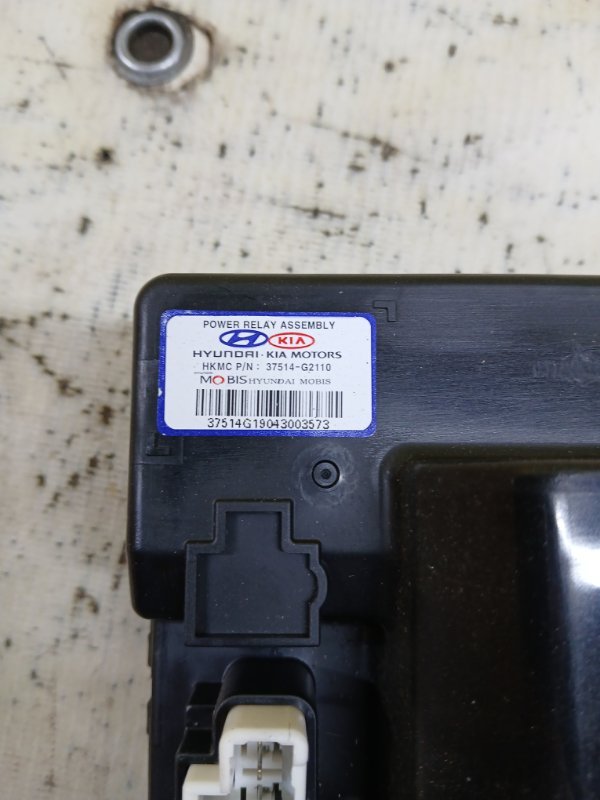 POWER RELAY ASSEMBLY
KIA
HYUNDAI · KIA MOTORS
HKMC P/N : 37514-G2110
MOBIS HYUNDAI MOBIS
37514G19043003573